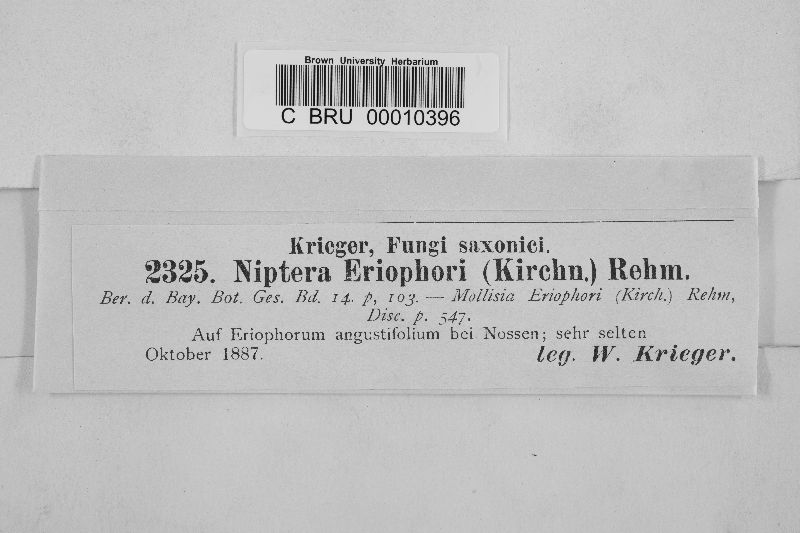 Brown University Herbarium
C BRU 00010396
Krieger, Fungi saxonici.
2325. Niptera Eriophori (Kirchn.) Rehm.
Ber. d. Bay. Bot. Ges. Bd. 14. p, 103. — Mollisia Eriophori (Kirch.) Rehm,
Disc. p. 547.
Auf Eriophorum angustifolium bei Nossen; sehr selten
Oktober 1887. leg. W. Krieger.